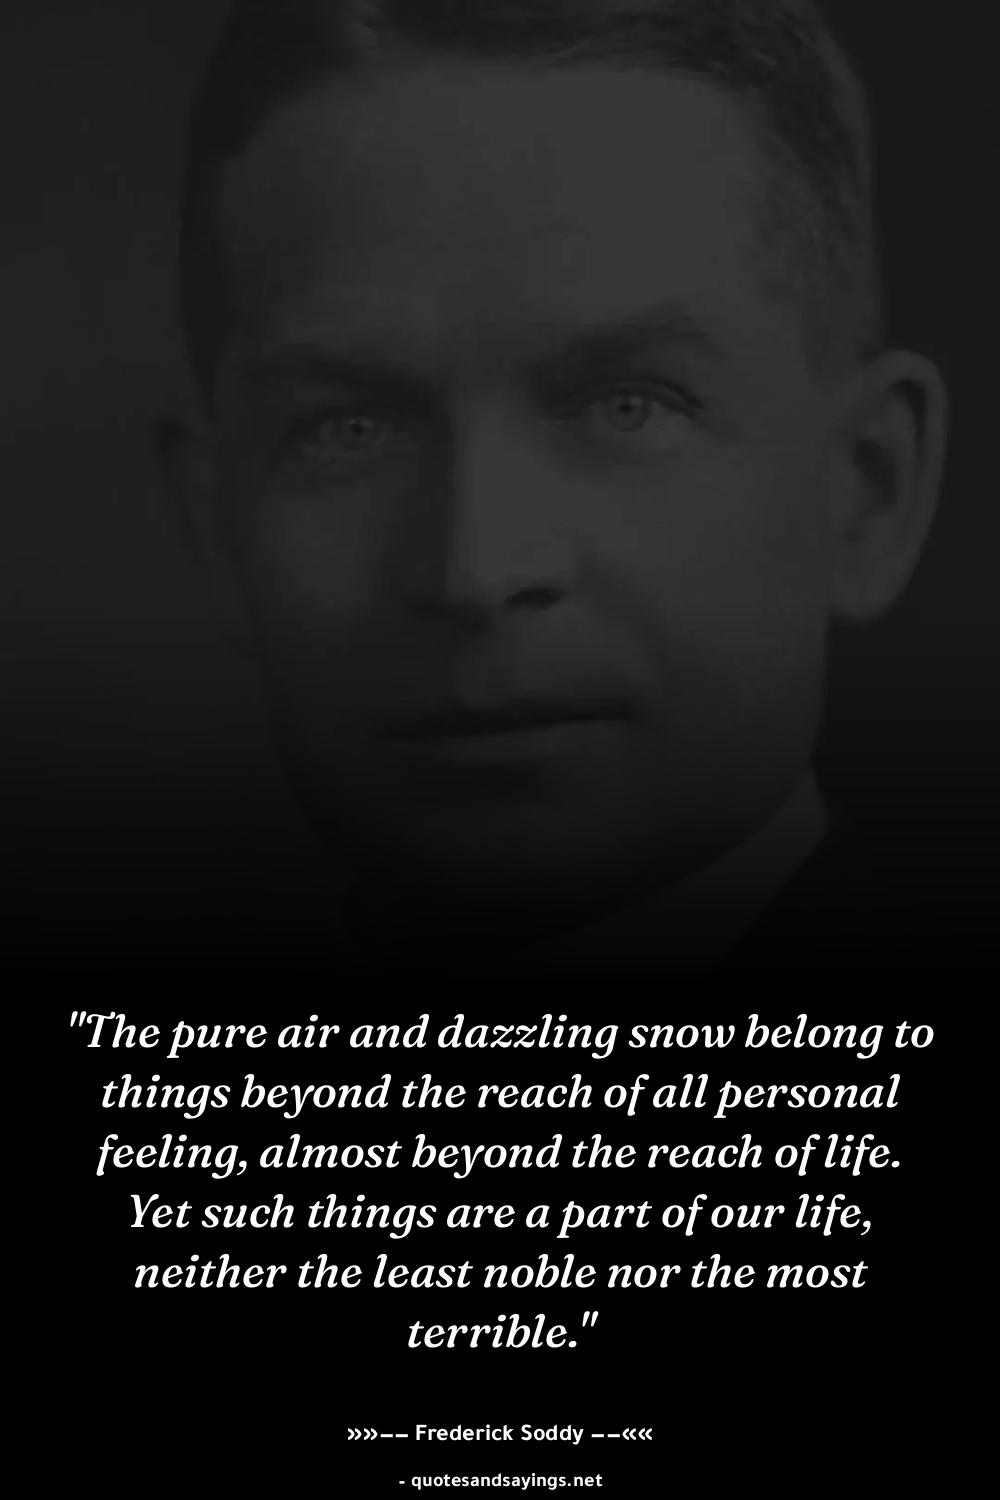 "The pure air and dazzling snow belong to
things beyond the reach of all personal
feeling, almost beyond the reach of life.
Yet such things are a part of our life,
neither the least noble nor the most
terrible."
»»−− Frederick Soddy −−««
- quotesandsayings.net